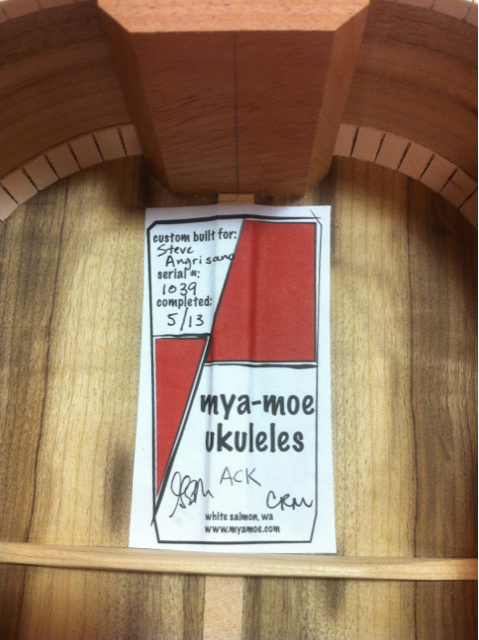 custom built for:
Steve
Angrisano
serial #:
1039
completed:
5/13
mya-moe
ukuleles
ACK
CRM
white salmon, wa
www.myamoe.com